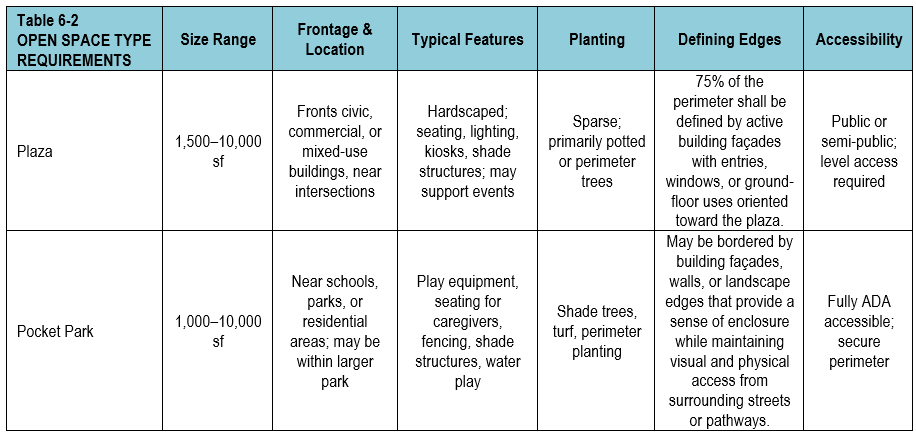 Table 6-2
OPEN SPACE TYPE
REQUIREMENTS
Size Range
Frontage &
Location
Typical Features
Planting
Defining Edges
Accessibility
Plaza
1,500–10,000
sf
Fronts civic,
commercial, or
mixed-use
buildings, near
intersections
Hardscaped;
seating, lighting,
kiosks, shade
structures; may
support events
Sparse;
primarily potted
or perimeter
trees
75% of the
perimeter shall be
defined by active
building façades
with entries,
windows, or ground-
floor uses oriented
toward the plaza.
Public or
semi-public;
level access
required
Pocket Park
1,000–10,000
sf
Near schools,
parks, or
residential
areas; may be
within larger
park
Play equipment,
seating for
caregivers,
fencing, shade
structures, water
play
Shade trees,
turf, perimeter
planting
May be bordered by
building façades,
walls, or landscape
edges that provide a
sense of enclosure
while maintaining
visual and physical
access from
surrounding streets
or pathways.
Fully ADA
accessible;
secure
perimeter